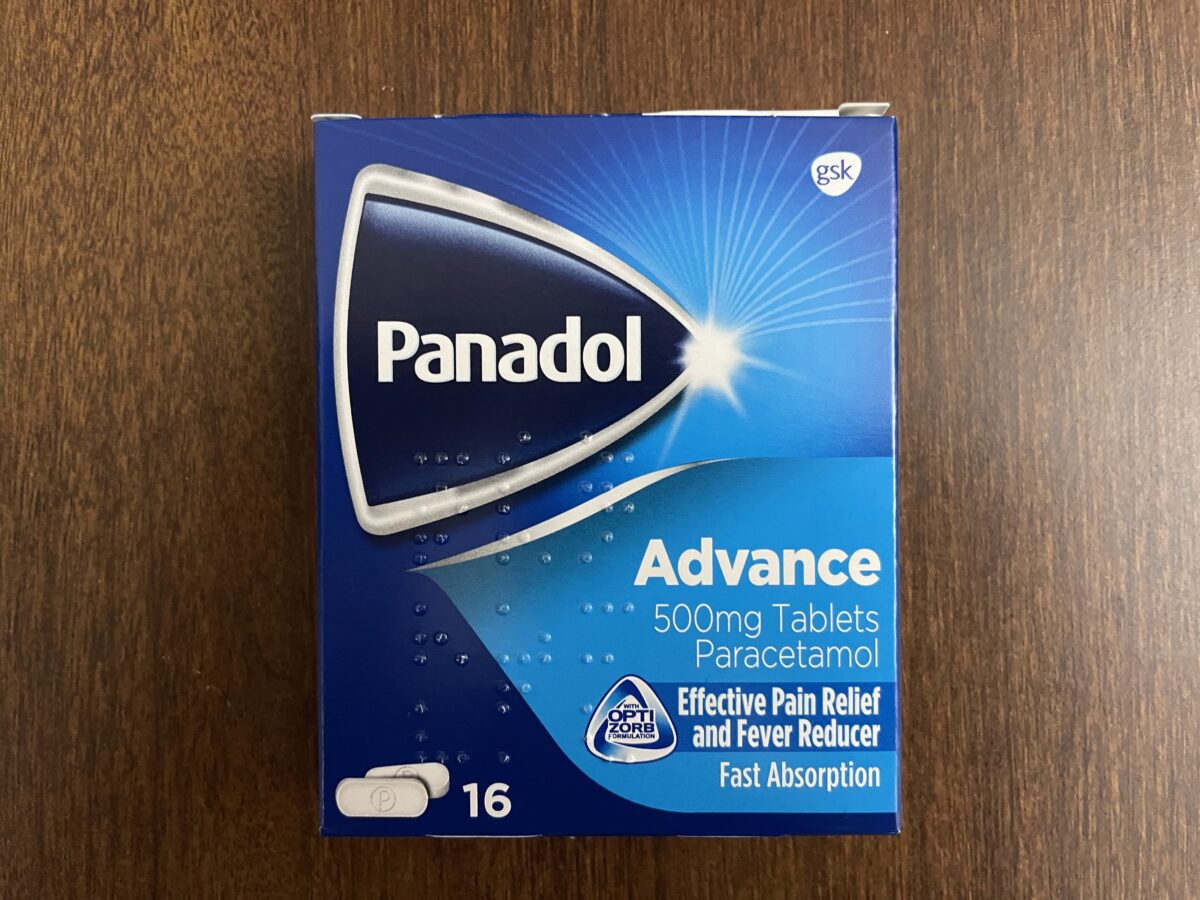 gsk
Panadol
Advance
500mg Tablets
Paracetamol
WITH
OPTI
ZORB
FORMULATION
Effective Pain Relief
and Fever Reducer
Fast Absorption
P
P
16